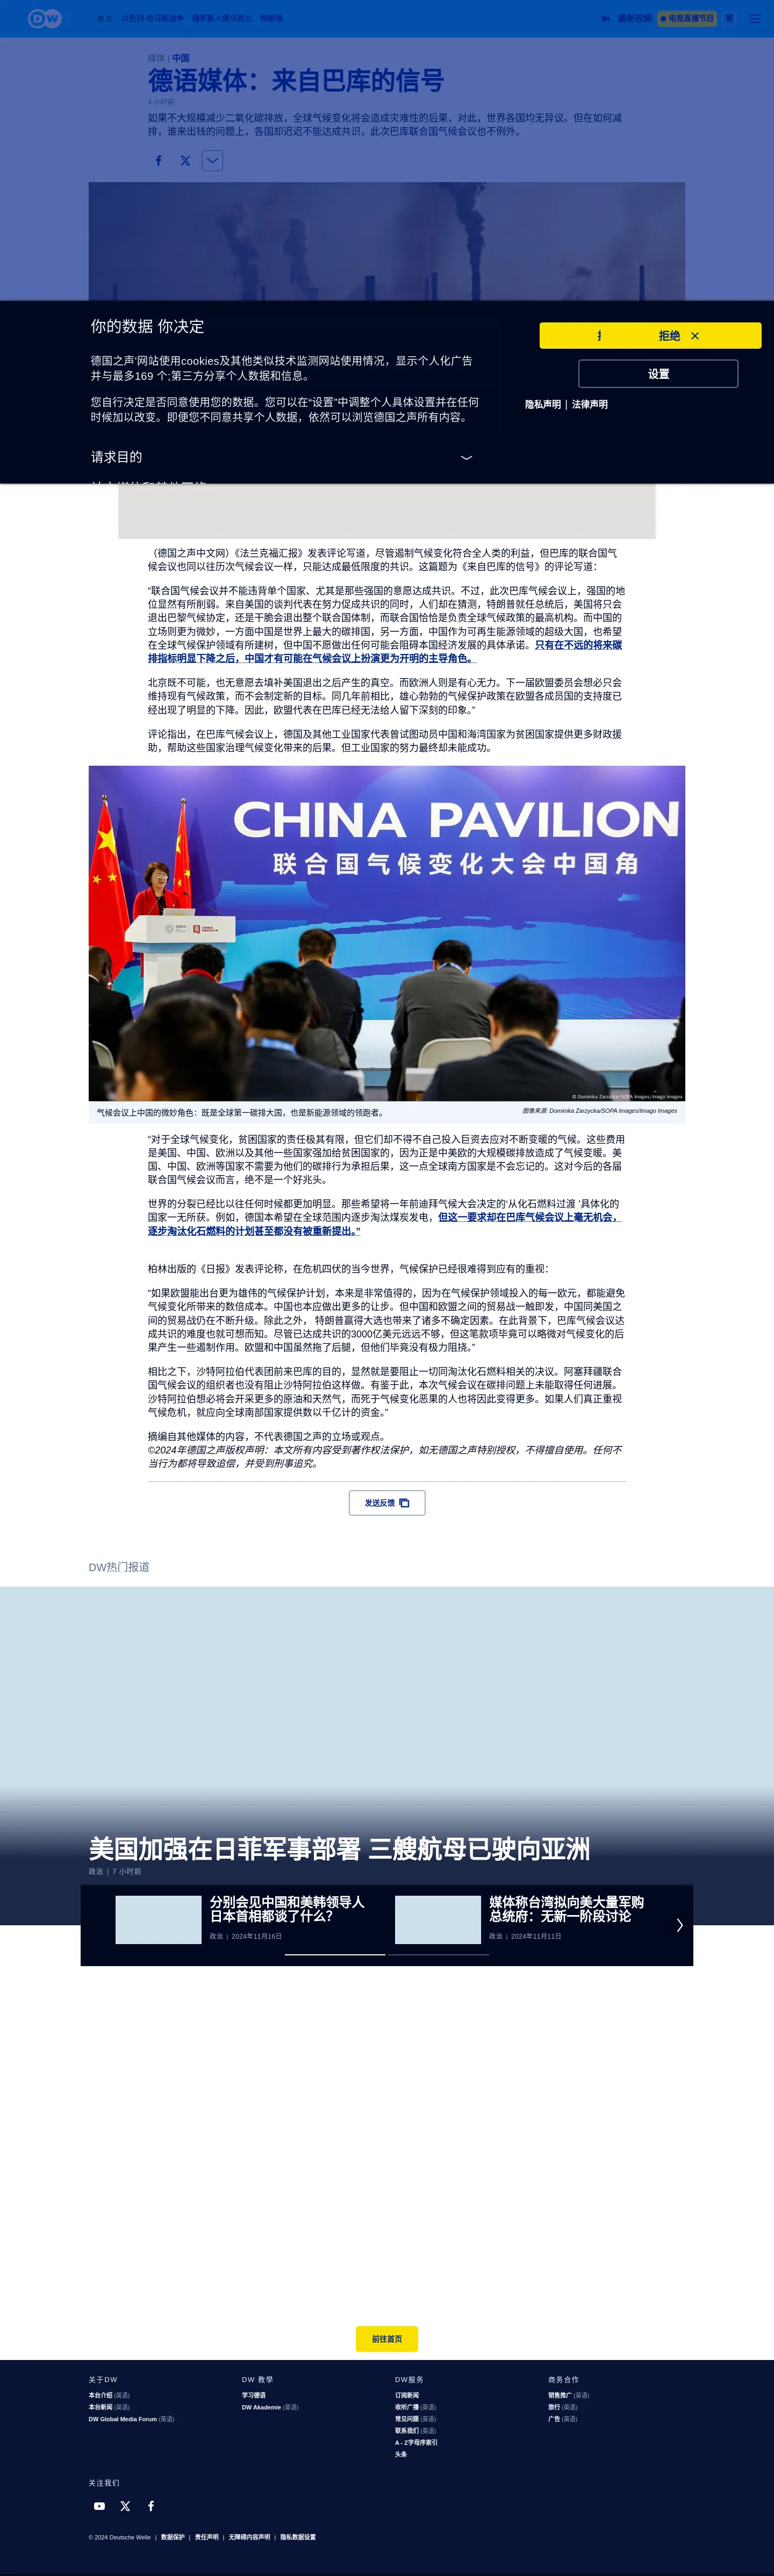 DW
焦点 以色列-哈马斯战争 俄罗斯入侵乌克兰 特朗普
最新视频 电视直播节目
媒体 | 中国
德语媒体：来自巴库的信号
4 小时前
如果不大规模减少二氧化碳排放，全球气候变化将会造成灾难性的后果，对此，世界各国均无异议。但在如何减
排，谁来出钱的问题上，各国却迟迟不能达成共识，此次巴库联合国气候会议也不例外。
你的数据 你决定
拒绝
德国之声'网站使用cookies及其他类似技术监测网站使用情况，显示个人化广告
并与最多169 个;第三方分享个人数据和信息。
设置
您自行决定是否同意使用您的数据。您可以在“设置”中调整个人具体设置并在任何
时候加以改变。即便您不同意共享个人数据，依然可以浏览德国之声所有内容。
隐私声明 | 法律声明
请求目的
（德国之声中文网）《法兰克福汇报》发表评论写道，尽管遏制气候变化符合全人类的利益，但巴库的联合国气
候会议也同以往历次气候会议一样，只能达成最低限度的共识。这篇题为《来自巴库的信号》的评论写道：
“联合国气候会议并不能违背单个国家、尤其是那些强国的意愿达成共识。不过，此次巴库气候会议上，强国的地
位显然有所削弱。来自美国的谈判代表在努力促成共识的同时，人们却在猜测，特朗普就任总统后，美国将只会
退出巴黎气候协定，还是干脆会退出整个联合国体制，而联合国恰恰是负责全球气候政策的最高机构。而中国的
立场则更为微妙，一方面中国是世界上最大的碳排国，另一方面，中国作为可再生能源领域的超级大国，也希望
在全球气候保护领域有所建树，但中国不愿做出任何可能会阻碍本国经济发展的具体承诺。只有在不远的将来碳
排指标明显下降之后，中国才有可能在气候会议上扮演更为开明的主导角色。
北京既不可能，也无意愿去填补美国退出之后产生的真空。而欧洲人则是有心无力。下一届欧盟委员会想必只会
维持现有气候政策，而不会制定新的目标。同几年前相比，雄心勃勃的气候保护政策在欧盟各成员国的支持度已
经出现了明显的下降。因此，欧盟代表在巴库已经无法给人留下深刻的印象。”
评论指出，在巴库气候会议上，德国及其他工业国家代表曾试图动员中国和海湾国家为贫困国家提供更多财政援
助，帮助这些国家治理气候变化带来的后果。但工业国家的努力最终却未能成功。
CHINA PAVILION
联合国气候变化大会中国角
© Dominika Zarzycka/SOPA Images/Imago Images
气候会议上中国的微妙角色：既是全球第一碳排大国，也是新能源领域的领跑者。
图像来源: Dominika Zarzycka/SOPA Images/Imago Images
“对于全球气候变化，贫困国家的责任极其有限，但它们却不得不自己投入巨资去应对不断变暖的气候。这些费用
是美国、中国、欧洲以及其他一些国家强加给贫困国家的，因为正是中美欧的大规模碳排放造成了气候变暖。美
国、中国、欧洲等国家不需要为他们的碳排行为承担后果，这一点全球南方国家是不会忘记的。这对今后的各届
联合国气候会议而言，绝不是一个好兆头。
世界的分裂已经比以往任何时候都更加明显。那些希望将一年前迪拜气候大会决定的‘从化石燃料过渡 ’具体化的
国家一无所获。例如，德国本希望在全球范围内逐步淘汰煤炭发电，但这一要求却在巴库气候会议上毫无机会，
逐步淘汰化石燃料的计划甚至都没有被重新提出。”
柏林出版的《日报》发表评论称，在危机四伏的当今世界，气候保护已经很难得到应有的重视：
“如果欧盟能出台更为雄伟的气候保护计划，本来是非常值得的，因为在气候保护领域投入的每一欧元，都能避免
气候变化所带来的数倍成本。中国也本应做出更多的让步。但中国和欧盟之间的贸易战一触即发，中国同美国之
间的贸易战仍在不断升级。除此之外， 特朗普赢得大选也带来了诸多不确定因素。在此背景下，巴库气候会议达
成共识的难度也就可想而知。尽管已达成共识的3000亿美元远远不够，但这笔款项毕竟可以略微对气候变化的后
果产生一些遏制作用。欧盟和中国虽然拖了后腿，但他们毕竟没有极力阻挠。”
相比之下，沙特阿拉伯代表团前来巴库的目的，显然就是要阻止一切同淘汰化石燃料相关的决议。阿塞拜疆联合
国气候会议的组织者也没有阻止沙特阿拉伯这样做。有鉴于此，本次气候会议在碳排问题上未能取得任何进展。
沙特阿拉伯想必将会开采更多的原油和天然气，而死于气候变化恶果的人也将因此变得更多。如果人们真正重视
气候危机，就应向全球南部国家提供数以千亿计的资金。”
摘编自其他媒体的内容，不代表德国之声的立场或观点。
©2024年德国之声版权声明：本文所有内容受到著作权法保护，如无德国之声特别授权，不得擅自使用。任何不
当行为都将导致追偿，并受到刑事追究。
发送反馈
DW热门报道
美国加强在日菲军事部署 三艘航母已驶向亚洲
政治 | 7 小时前
分别会见中国和美韩领导人
日本首相都谈了什么？
政治 | 2024年11月16日
媒体称台湾拟向美大量军购
总统府：无新一阶段讨论
政治 | 2024年11月11日
前往首页
关于DW
本台介绍 (英语)
本台新闻 (英语)
DW Global Media Forum (英语)
DW 教學
学习德语
DW Akademie (英语)
DW服务
订阅新闻
收听广播 (英语)
常见问题 (英语)
联系我们 (英语)
A - Z字母序索引
头条
商务合作
销售推广 (英语)
旅行 (英语)
广告 (英语)
关注我们
© 2024 Deutsche Welle | 数据保护 | 责任声明 | 无障碍内容声明 | 隐私数据设置